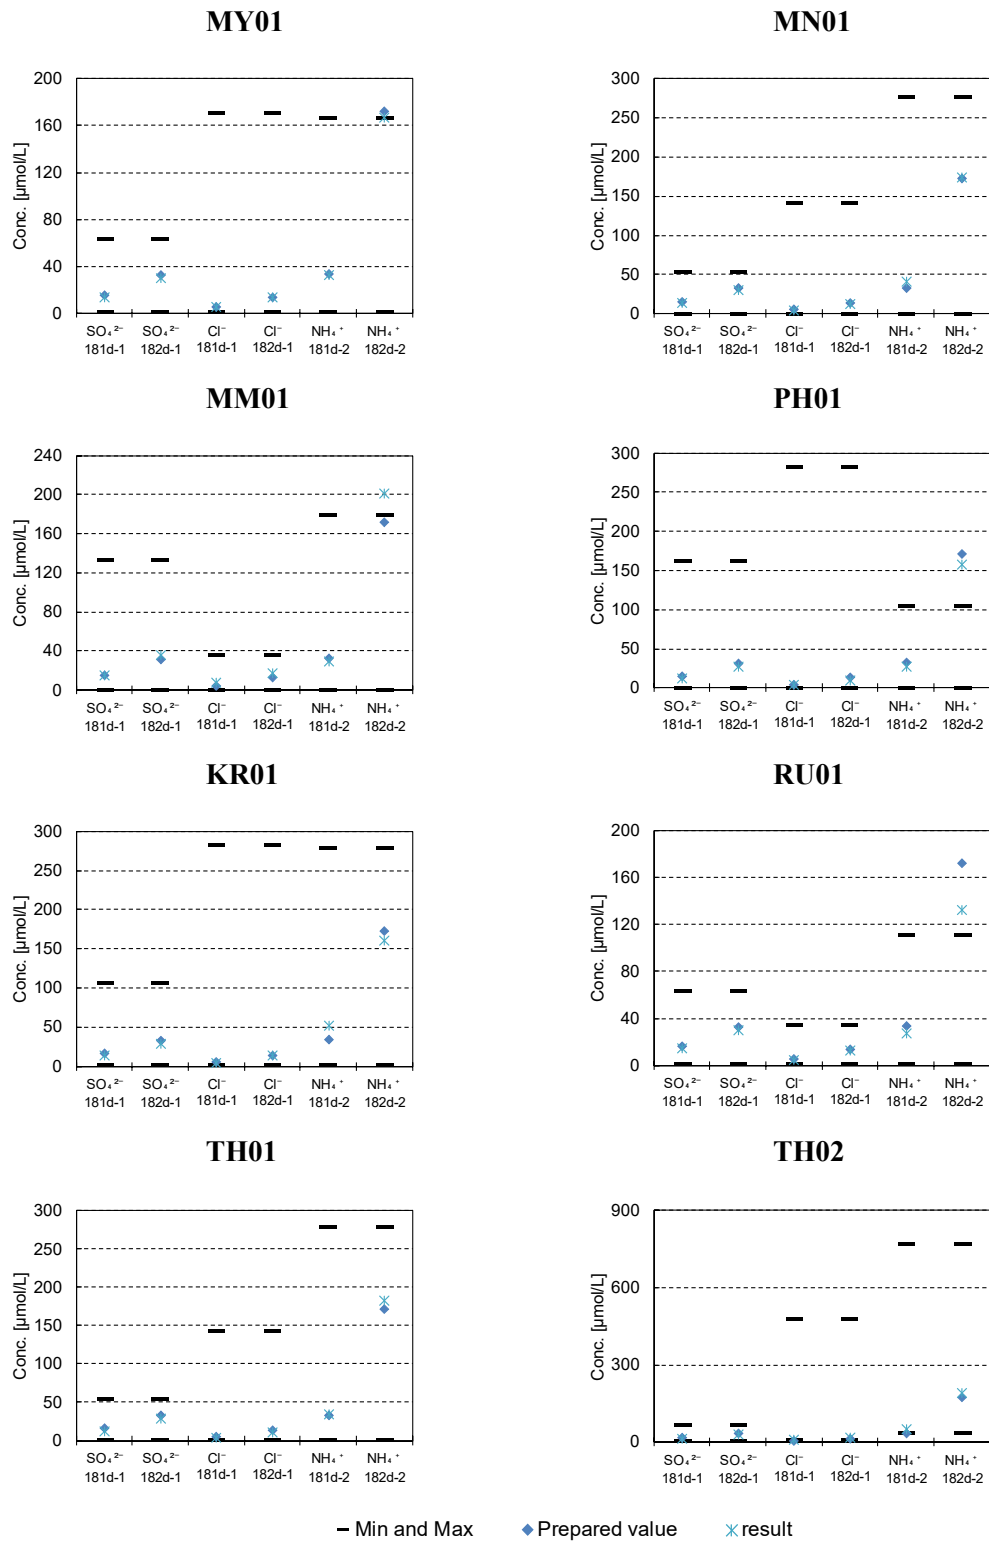 MY01
Conc. [µmol/L]
200
160
120
80
40
0
SO₄²⁻ SO₄²⁻ Cl⁻ Cl⁻ NH₄⁺ NH₄⁺
181d-1 182d-1 181d-1 182d-1 181d-2 182d-2
MN01
Conc. [µmol/L]
300
250
200
150
100
50
0
SO₄²⁻ SO₄²⁻ Cl⁻ Cl⁻ NH₄⁺ NH₄⁺
181d-1 182d-1 181d-1 182d-1 181d-2 182d-2
MM01
Conc. [µmol/L]
240
200
160
120
80
40
0
SO₄²⁻ SO₄²⁻ Cl⁻ Cl⁻ NH₄⁺ NH₄⁺
181d-1 182d-1 181d-1 182d-1 181d-2 182d-2
PH01
Conc. [µmol/L]
300
250
200
150
100
50
0
SO₄²⁻ SO₄²⁻ Cl⁻ Cl⁻ NH₄⁺ NH₄⁺
181d-1 182d-1 181d-1 182d-1 181d-2 182d-2
KR01
Conc. [µmol/L]
300
250
200
150
100
50
0
SO₄²⁻ SO₄²⁻ Cl⁻ Cl⁻ NH₄⁺ NH₄⁺
181d-1 182d-1 181d-1 182d-1 181d-2 182d-2
RU01
Conc. [µmol/L]
200
160
120
80
40
0
SO₄²⁻ SO₄²⁻ Cl⁻ Cl⁻ NH₄⁺ NH₄⁺
181d-1 182d-1 181d-1 182d-1 181d-2 182d-2
TH01
Conc. [µmol/L]
300
250
200
150
100
50
0
SO₄²⁻ SO₄²⁻ Cl⁻ Cl⁻ NH₄⁺ NH₄⁺
181d-1 182d-1 181d-1 182d-1 181d-2 182d-2
TH02
Conc. [µmol/L]
900
600
300
0
SO₄²⁻ SO₄²⁻ Cl⁻ Cl⁻ NH₄⁺ NH₄⁺
181d-1 182d-1 181d-1 182d-1 181d-2 182d-2
Min and Max Prepared value result